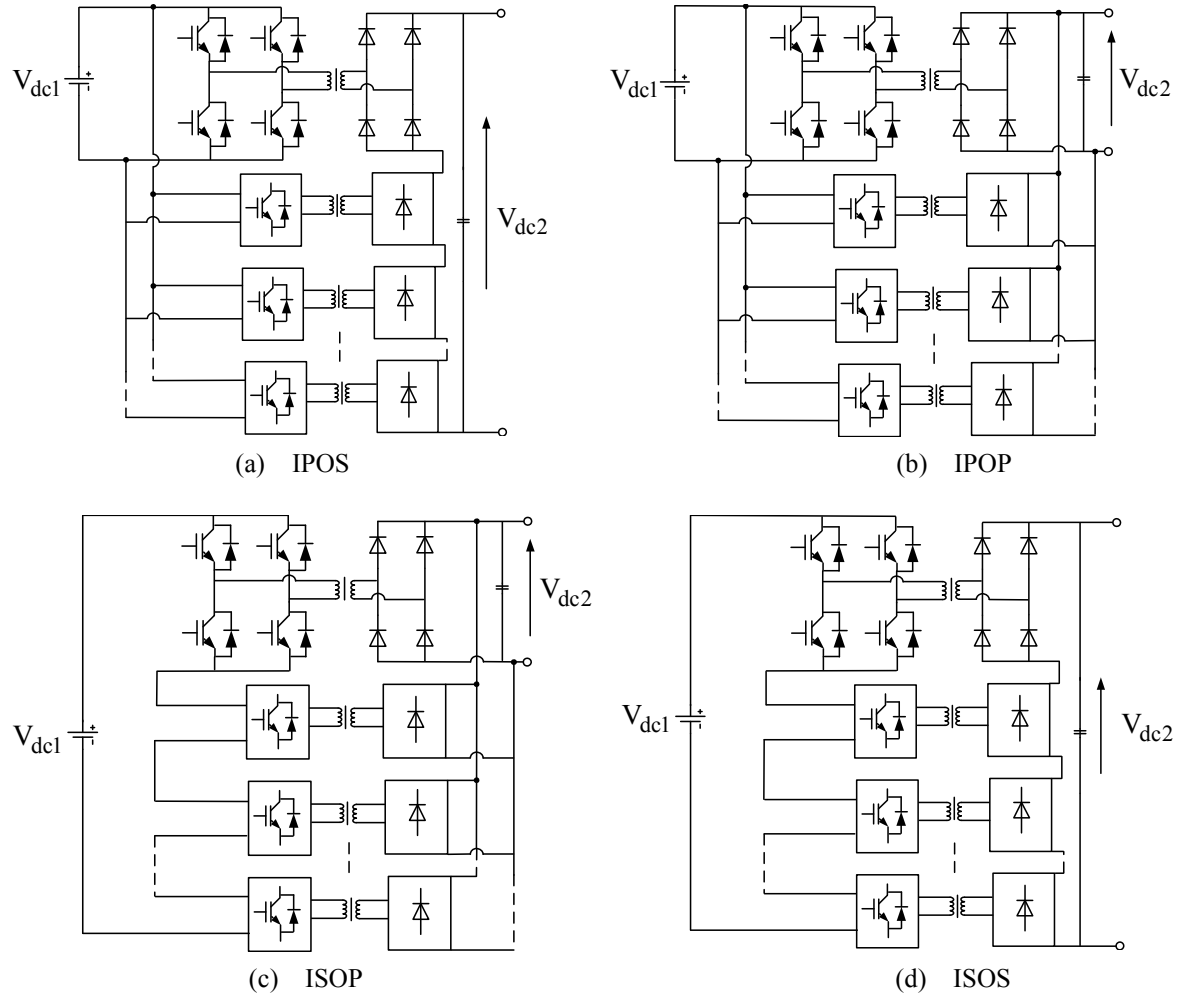 V_dc1
V_dc2
(a) IPOS
V_dc1
V_dc2
(b) IPOP
V_dc1
V_dc2
(c) ISOP
V_dc1
V_dc2
(d) ISOS